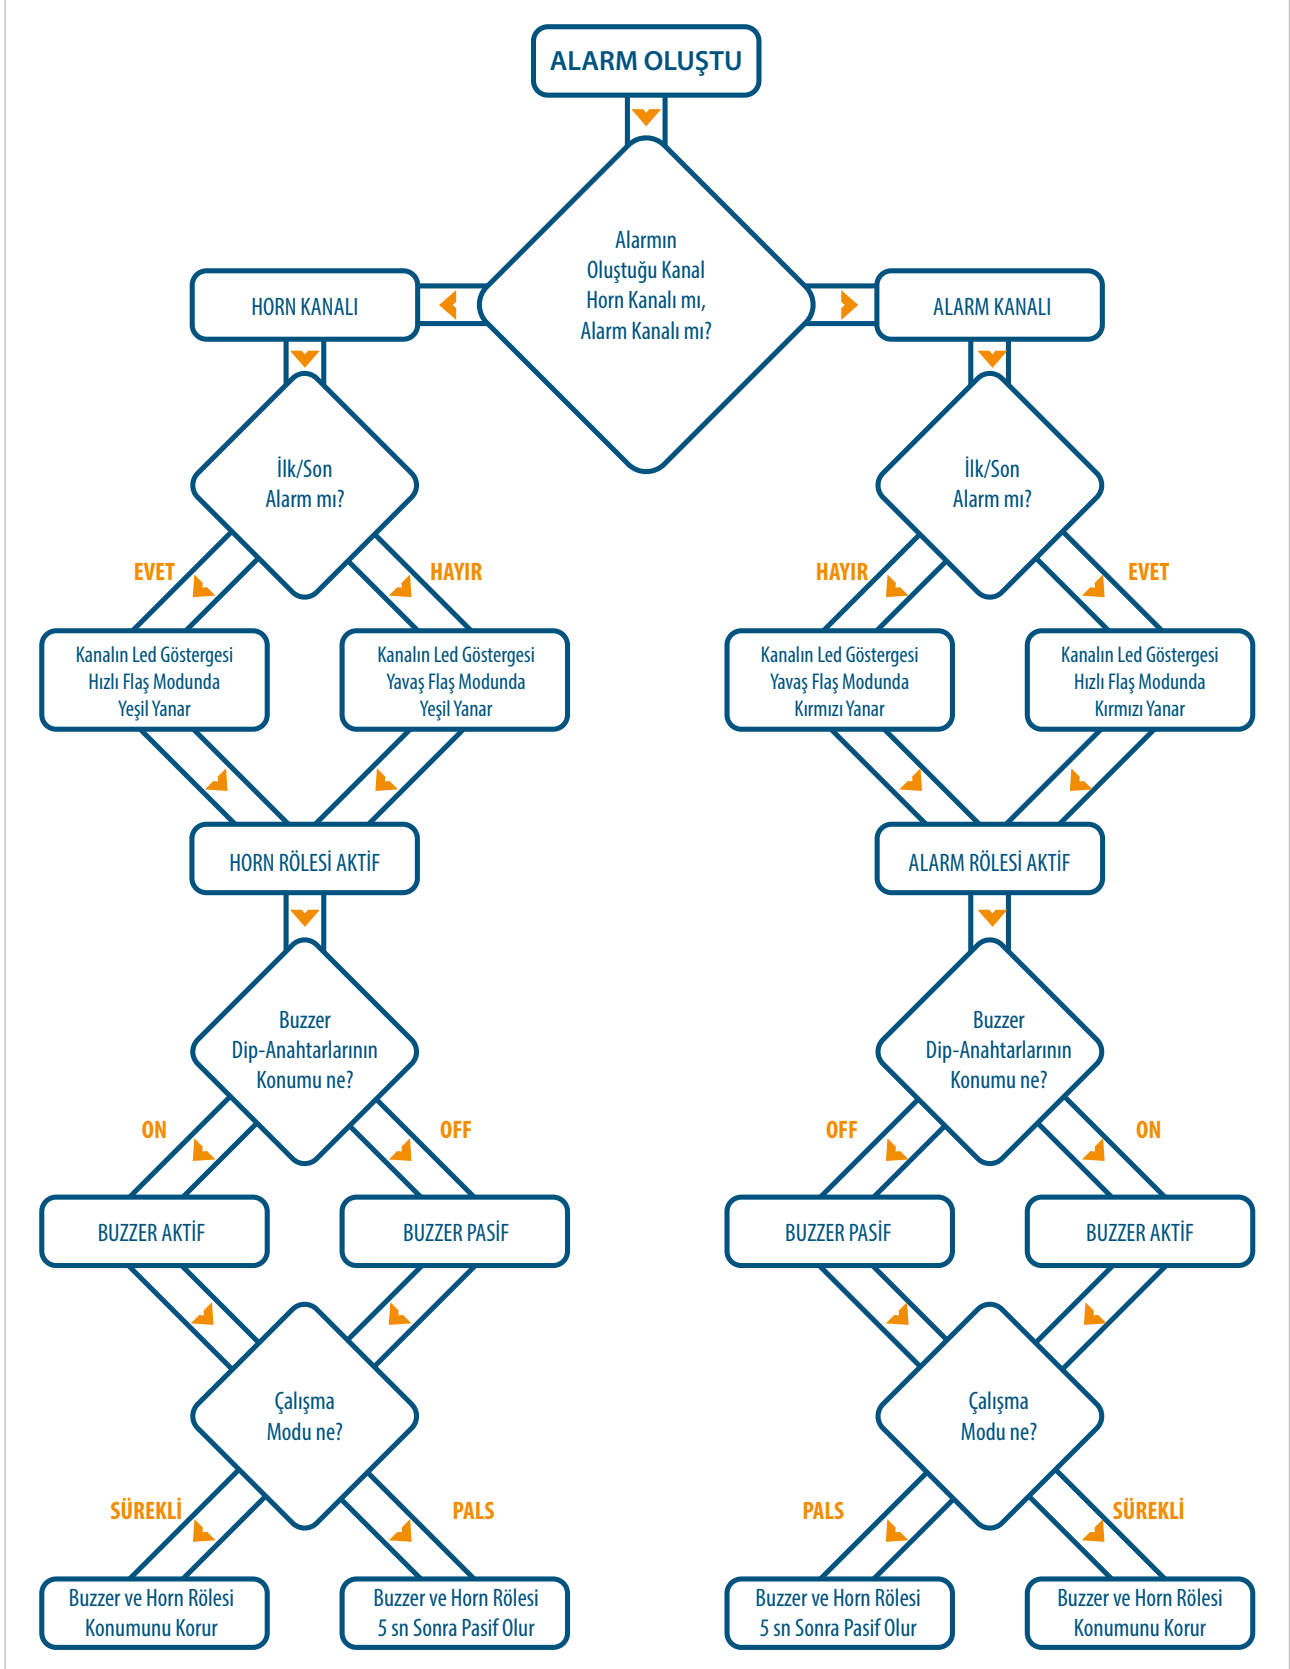 ALARM OLUŞTU
Alarmın
Oluştuğu Kanal
Horn Kanalı mı,
Alarm Kanalı mı?
HORN KANALI
ALARM KANALI
İlk/Son
Alarm mı?
İlk/Son
Alarm mı?
EVET
HAYIR
HAYIR
EVET
Kanalın Led Göstergesi
Hızlı Flaş Modunda
Yeşil Yanar
Kanalın Led Göstergesi
Yavaş Flaş Modunda
Yeşil Yanar
Kanalın Led Göstergesi
Yavaş Flaş Modunda
Kırmızı Yanar
Kanalın Led Göstergesi
Hızlı Flaş Modunda
Kırmızı Yanar
HORN RÖLESİ AKTİF
ALARM RÖLESİ AKTİF
Buzzer
Dip-Anahtarlarının
Konumu ne?
Buzzer
Dip-Anahtarlarının
Konumu ne?
ON
OFF
OFF
ON
BUZZER AKTİF
BUZZER PASİF
BUZZER PASİF
BUZZER AKTİF
Çalışma
Modu ne?
Çalışma
Modu ne?
SÜREKLİ
PALS
PALS
SÜREKLİ
Buzzer ve Horn Rölesi
Konumunu Korur
Buzzer ve Horn Rölesi
5 sn Sonra Pasif Olur
Buzzer ve Horn Rölesi
5 sn Sonra Pasif Olur
Buzzer ve Horn Rölesi
Konumunu Korur